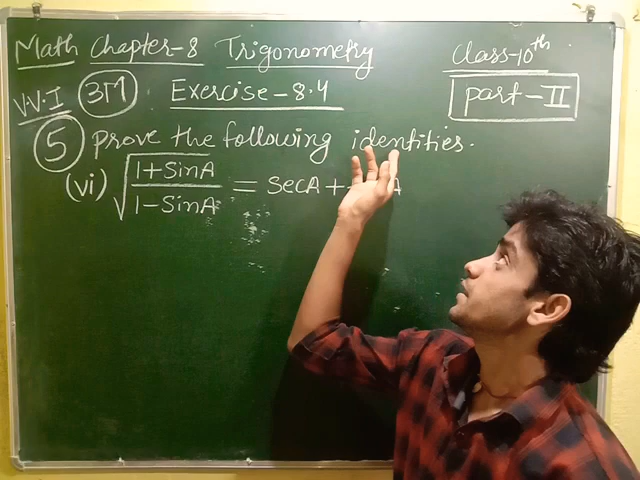 Math Chapter-8 Trigonometry Class-10th
V.V.I 3M Exercise-8.4 part-II
5 prove the following identities.
(vi) √(1+SinA / 1-SinA) = SecA + A